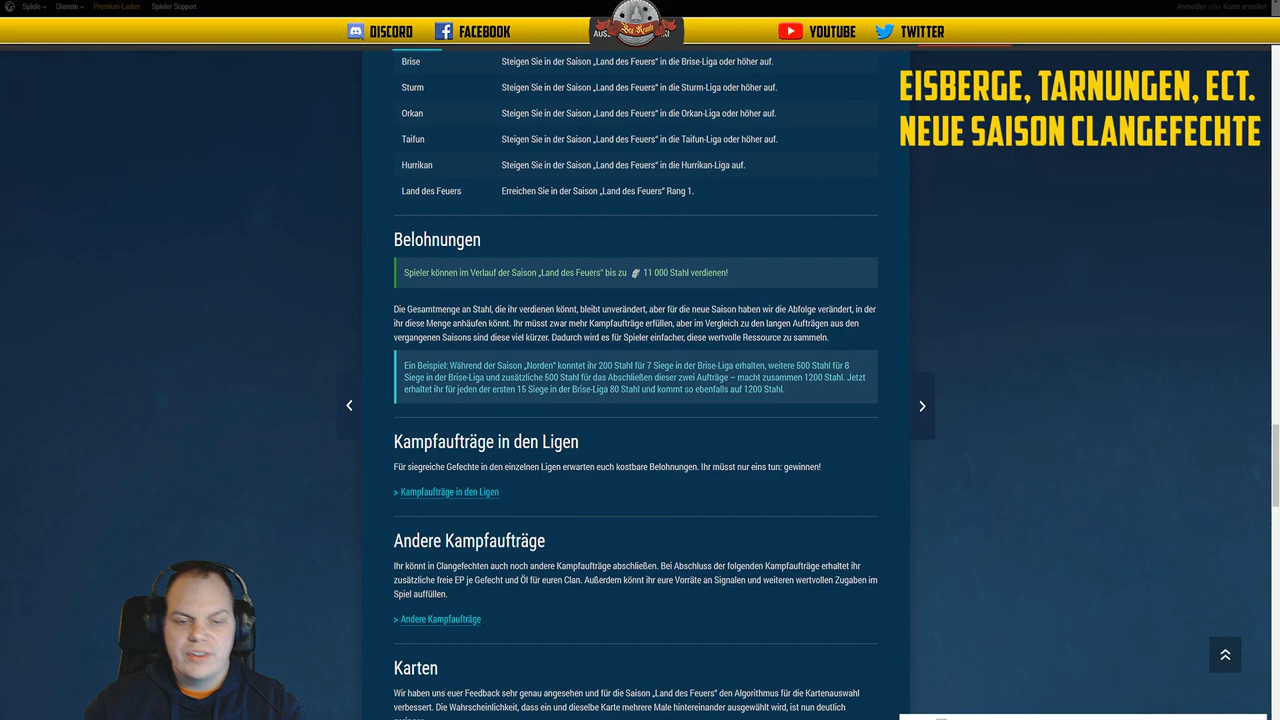 Spiele
Dienste
Premium-Laden
Spieler Support
Anmelden oder Konto erstellen
DISCORD
FACEBOOK
YOUTUBE
TWITTER
EISBERGE, TARNUNGEN, ECT.
NEUE SAISON CLANGEFECHTE
Brise Steigen Sie in der Saison „Land des Feuers“ in die Brise-Liga oder höher auf.
Sturm Steigen Sie in der Saison „Land des Feuers“ in die Sturm-Liga oder höher auf.
Orkan Steigen Sie in der Saison „Land des Feuers“ in die Orkan-Liga oder höher auf.
Taifun Steigen Sie in der Saison „Land des Feuers“ in die Taifun-Liga oder höher auf.
Hurrikan Steigen Sie in der Saison „Land des Feuers“ in die Hurrikan-Liga auf.
Land des Feuers Erreichen Sie in der Saison „Land des Feuers“ Rang 1.
Belohnungen
Spieler können im Verlauf der Saison „Land des Feuers“ bis zu 11 000 Stahl verdienen!
Die Gesamtmenge an Stahl, die ihr verdienen könnt, bleibt unverändert, aber für die neue Saison haben wir die Abfolge verändert, in der
ihr diese Menge anhäufen könnt. Ihr müsst zwar mehr Kampfaufträge erfüllen, aber im Vergleich zu den langen Aufträgen aus den
vergangenen Saisons sind diese viel kürzer. Dadurch wird es für Spieler einfacher, diese wertvolle Ressource zu sammeln.
Ein Beispiel: Während der Saison „Norden“ konntet ihr 200 Stahl für 7 Siege in der Brise-Liga erhalten, weitere 500 Stahl für 8
Siege in der Brise-Liga und zusätzliche 500 Stahl für das Abschließen dieser zwei Aufträge – macht zusammen 1200 Stahl. Jetzt
erhaltet ihr für jeden der ersten 15 Siege in der Brise-Liga 80 Stahl und kommt so ebenfalls auf 1200 Stahl.
Kampfaufträge in den Ligen
Für siegreiche Gefechte in den einzelnen Ligen erwarten euch kostbare Belohnungen. Ihr müsst nur eins tun: gewinnen!
> Kampfaufträge in den Ligen
Andere Kampfaufträge
Ihr könnt in Clangefechten auch noch andere Kampfaufträge abschließen. Bei Abschluss der folgenden Kampfaufträge erhaltet ihr
zusätzliche freie EP je Gefecht und Öl für euren Clan. Außerdem könnt ihr eure Vorräte an Signalen und weiteren wertvollen Zugaben im
Spiel auffüllen.
> Andere Kampfaufträge
Karten
Wir haben uns euer Feedback sehr genau angesehen und für die Saison „Land des Feuers“ den Algorithmus für die Kartenauswahl
verbessert. Die Wahrscheinlichkeit, dass ein und dieselbe Karte mehrere Male hintereinander ausgewählt wird, ist nun deutlich